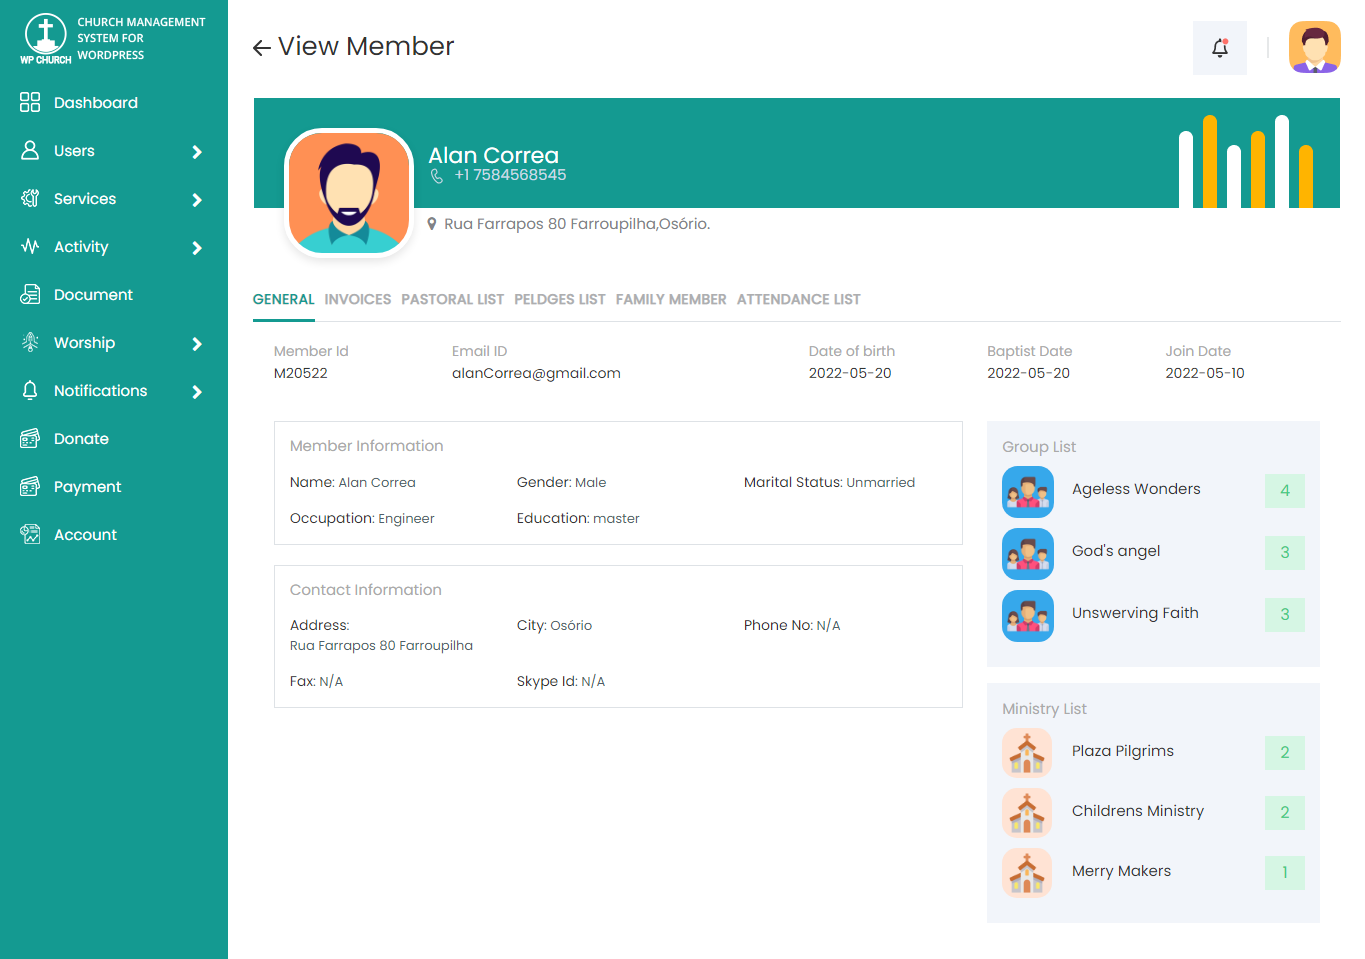 CHURCH MANAGEMENT
SYSTEM FOR
WORDPRESS
WP CHURCH
Dashboard
Users
Services
Activity
Document
Worship
Notifications
Donate
Payment
Account
View Member
Alan Correa
+1 7584568545
Rua Farrapos 80 Farroupilha,Osório.
GENERAL INVOICES PASTORAL LIST PELDGES LIST FAMILY MEMBER ATTENDANCE LIST
Member Id
M20522
Email ID
alanCorrea@gmail.com
Date of birth
2022-05-20
Baptist Date
2022-05-20
Join Date
2022-05-10
Member Information
Name: Alan Correa Gender: Male Marital Status: Unmarried
Occupation: Engineer Education: master
Contact Information
Address: City: Osório Phone No: N/A
Rua Farrapos 80 Farroupilha
Fax: N/A Skype Id: N/A
Group List
Ageless Wonders 4
God's angel 3
Unswerving Faith 3
Ministry List
Plaza Pilgrims 2
Childrens Ministry 2
Merry Makers 1